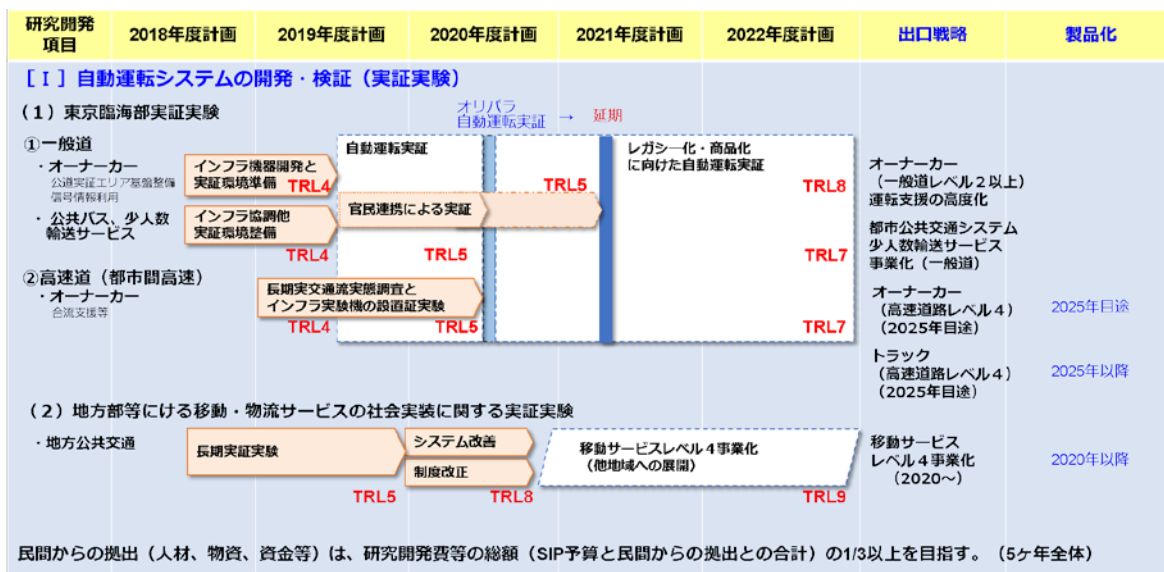 研究開発
項目
2018年度計画
2019年度計画
2020年度計画
2021年度計画
2022年度計画
出口戦略
製品化
［Ⅰ］自動運転システムの開発・検証（実証実験）
（１）東京臨海部実証実験
オリパラ
自動運転実証 → 延期
①一般道
・オーナーカー
公道実証エリア基盤整備
信号情報利用
・公共バス、少人数
輸送サービス
インフラ機器開発と
実証環境準備
TRL4
インフラ協調他
実証環境整備
TRL4
自動運転実証
官民連携による実証
TRL5
TRL5
レガシー化・商品化
に向けた自動運転実証
TRL8
TRL7
オーナーカー
（一般道レベル２以上）
運転支援の高度化
都市公共交通システム
少人数輸送サービス
事業化（一般道）
②高速道（都市間高速）
・オーナーカー
合流支援等
長期実交通流実態調査と
インフラ実験機の設置証実験
TRL4
TRL5
TRL7
オーナーカー
（高速道路レベル４）
（2025年目途）
2025年目途
トラック
（高速道路レベル４）
（2025年目途）
2025年以降
（２）地方部等にける移動・物流サービスの社会実装に関する実証実験
・地方公共交通
長期実証実験
TRL5
システム改善
制度改正
TRL8
移動サービスレベル４事業化
（他地域への展開）
TRL9
移動サービス
レベル４事業化
（2020～）
2020年以降
民間からの拠出（人材、物資、資金等）は、研究開発費等の総額（SIP予算と民間からの拠出との合計）の1/3以上を目指す。（5ヶ年全体）